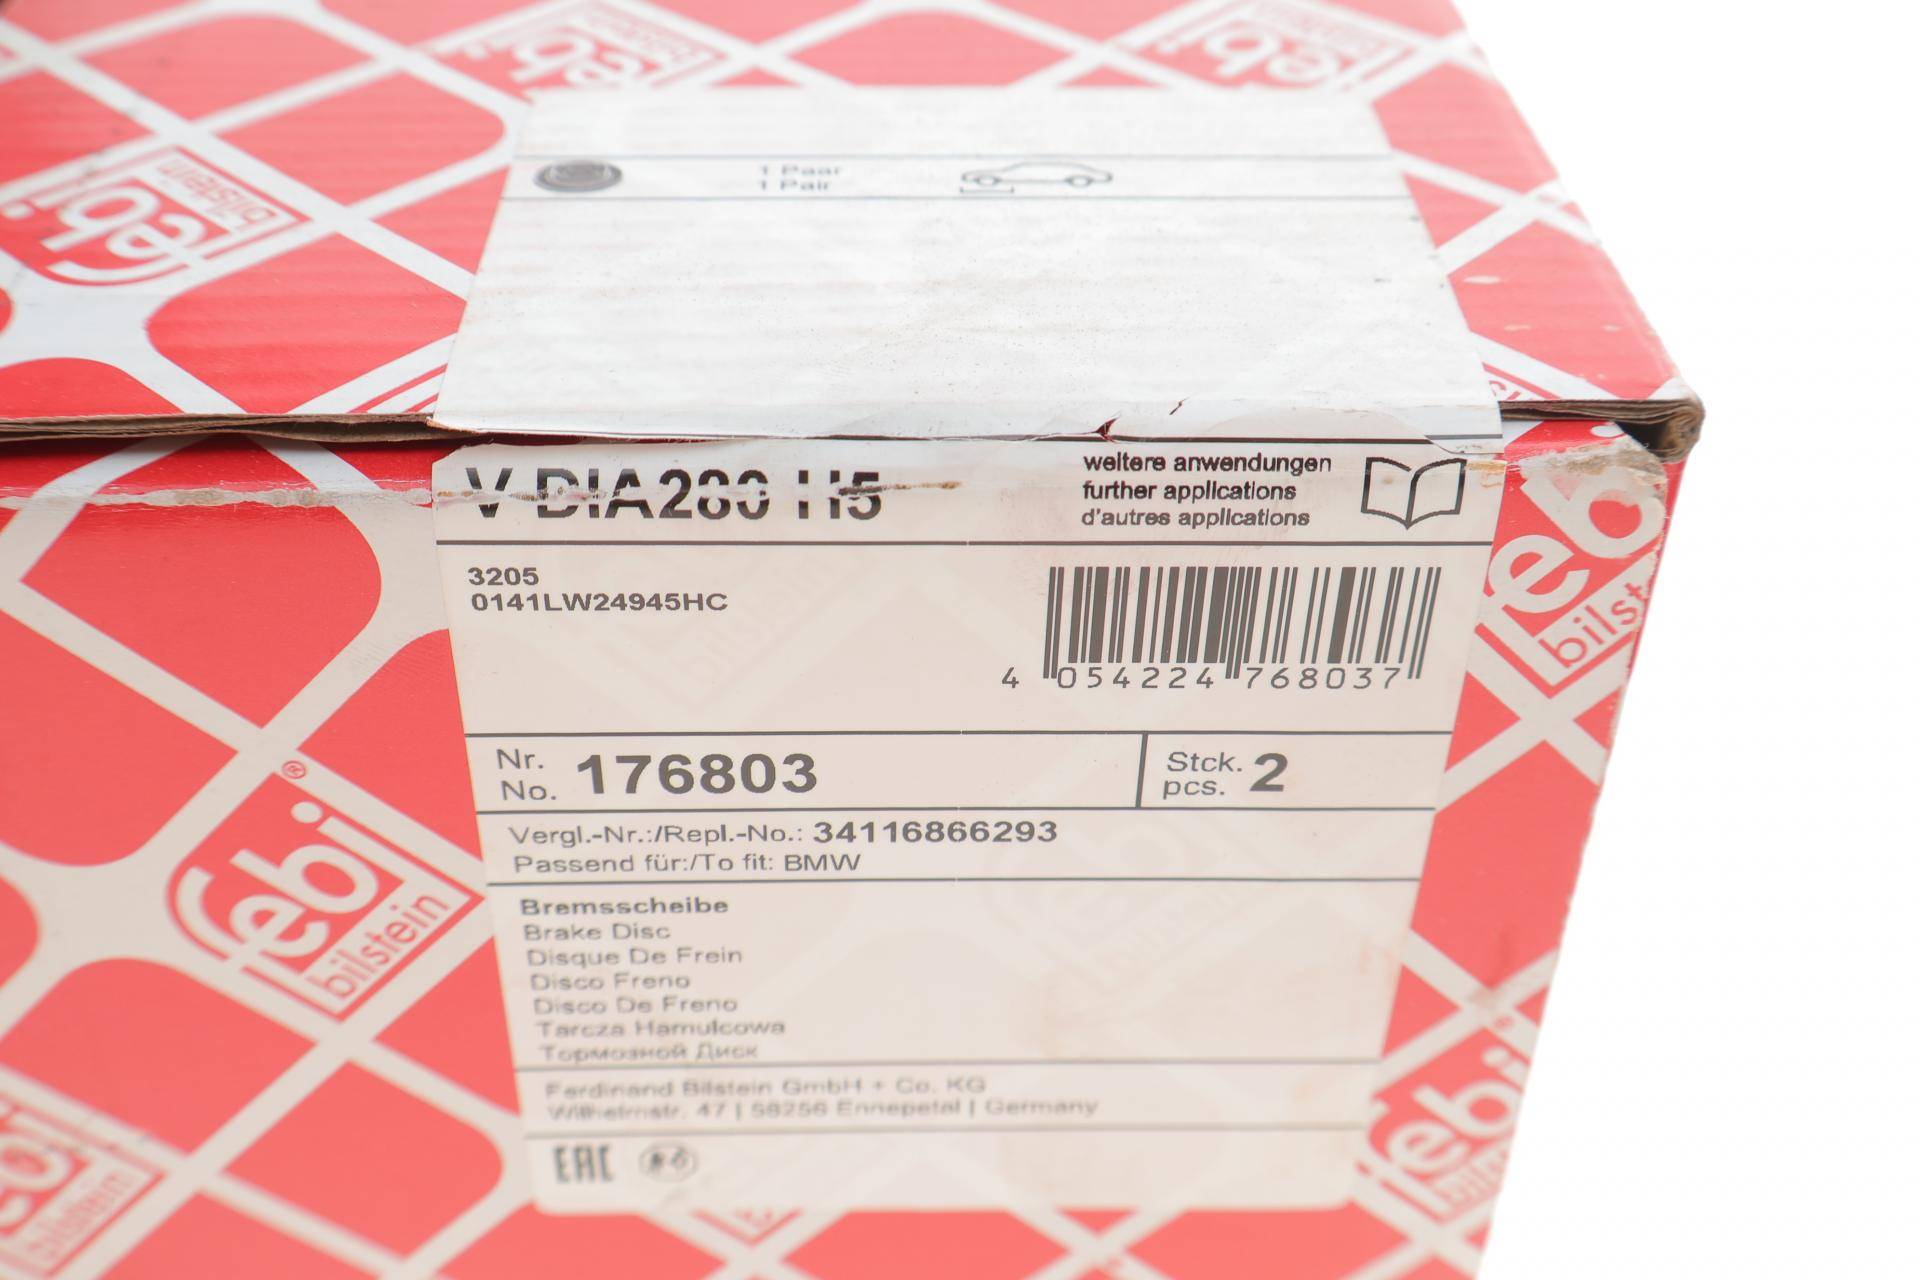 febi
bilstein
1 Paar
1 Pair
V DIA280 H5
weitere anwendungen
further applications
d'autres applications
3205
0141LW24945HC
4 054224 768037
Nr.
No. 176803
Stck.
pcs. 2
Vergl.-Nr.:/Repl.-No.: 34116866293
Passend für:/To fit: BMW
Bremsscheibe
Brake Disc
Disque De Frein
Disco Freno
Disco De Freno
Tarcza Hamulcowa
Тормозной Диск
Ferdinand Bilstein GmbH + Co. KG
Wilhelmstr. 47 | 58256 Ennepetal | Germany
EAC
febi
bilstein